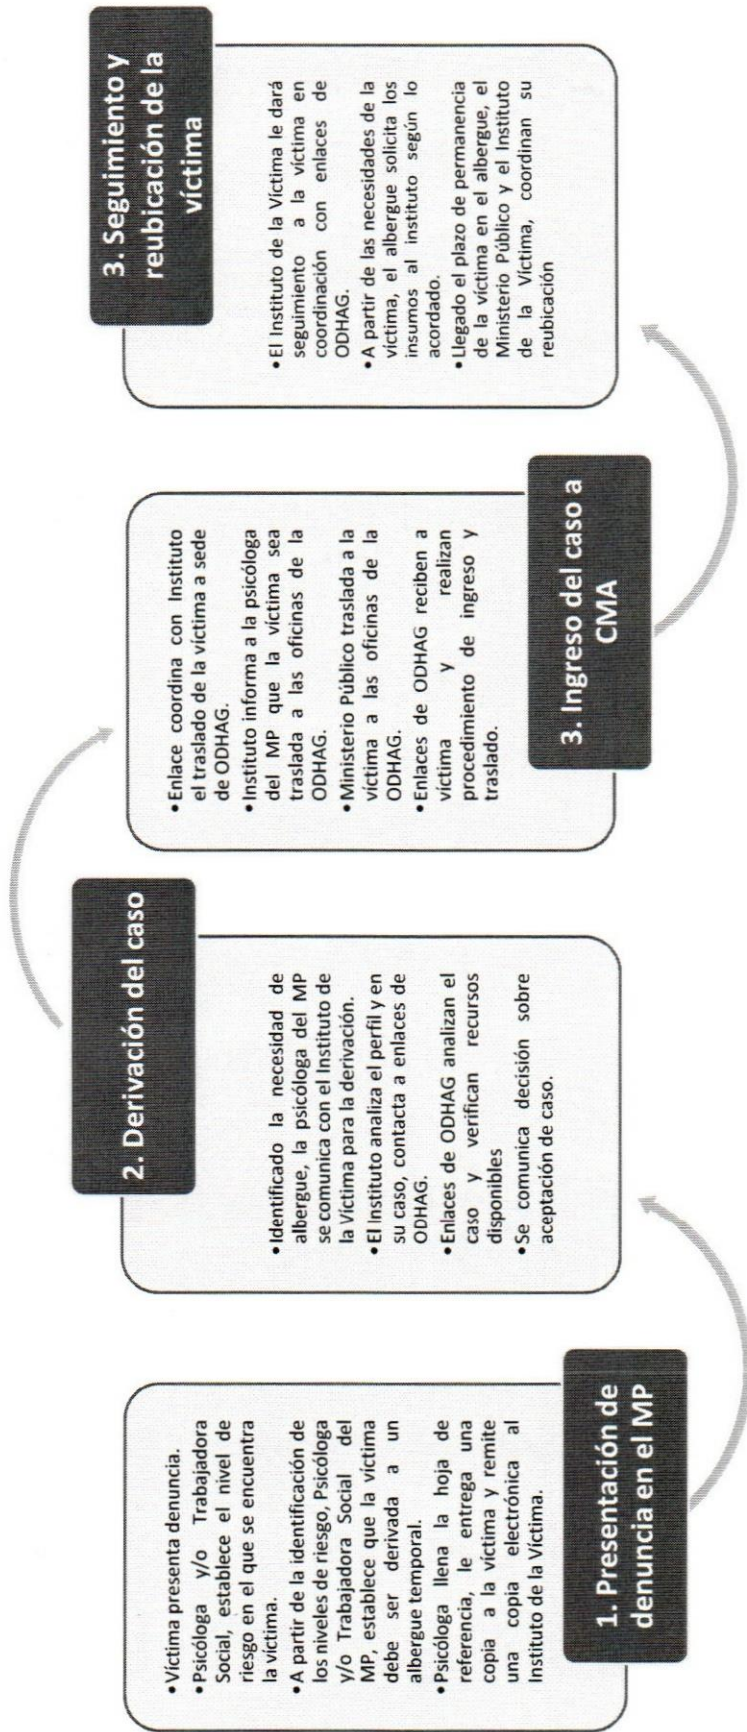 • Víctima presenta denuncia.
• Psicóloga y/o Trabajadora
Social, establece el nivel de
riesgo en el que se encuentra
la víctima.
• A partir de la identificación de
los niveles de riesgo, Psicóloga
y/o Trabajadora Social del
MP, establece que la víctima
debe ser derivada a un
albergue temporal.
• Psicóloga llena la hoja de
referencia, le entrega una
copia a la víctima y remite
una copia electrónica al
Instituto de la Víctima.
1. Presentación de
denuncia en el MP
2. Derivación del caso
• Identificado la necesidad de
albergue, la psicóloga del MP
se comunica con el Instituto de
la Víctima para la derivación.
• El Instituto analiza el perfil y en
su caso, contacta a enlaces de
ODHAG.
• Enlaces de ODHAG analizan el
caso y verifican recursos
disponibles
• Se comunica decisión sobre
aceptación de caso.
• Enlace coordina con Instituto
el traslado de la víctima a sede
de ODHAG.
• Instituto informa a la psicóloga
del MP que la víctima sea
traslada a las oficinas de la
ODHAG.
• Ministerio Público traslada a la
víctima a las oficinas de la
ODHAG.
• Enlaces de ODHAG reciben a
víctima y realizan
procedimiento de ingreso y
traslado.
3. Ingreso del caso a
CMA
3. Seguimiento y
reubicación de la
víctima
• El Instituto de la Víctima le dará
seguimiento a la víctima en
coordinación con enlaces de
ODHAG.
• A partir de las necesidades de la
víctima, el albergue solicita los
insumos al instituto según lo
acordado.
• Llegado el plazo de permanencia
de la víctima en el albergue, el
Ministerio Público y el Instituto
de la Víctima, coordinan su
reubicación